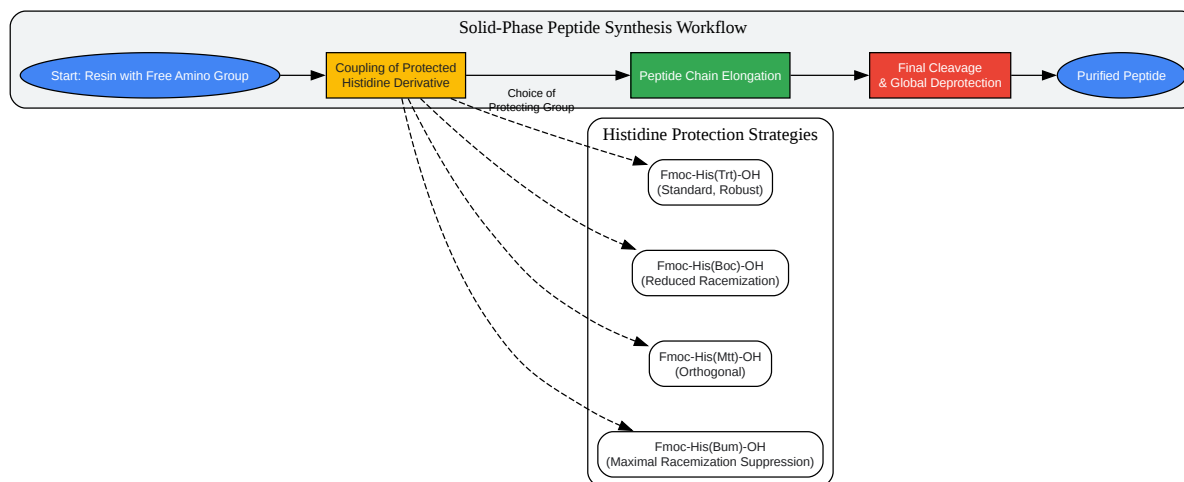 Solid-Phase Peptide Synthesis Workflow
Start: Resin with Free Amino Group
Coupling of Protected
Histidine Derivative
Peptide Chain Elongation
Final Cleavage
& Global Deprotection
Purified Peptide
Choice of
Protecting Group
Histidine Protection Strategies
Fmoc-His(Trt)-OH
(Standard, Robust)
Fmoc-His(Boc)-OH
(Reduced Racemization)
Fmoc-His(Mtt)-OH
(Orthogonal)
Fmoc-His(Bum)-OH
(Maximal Racemization Suppression)